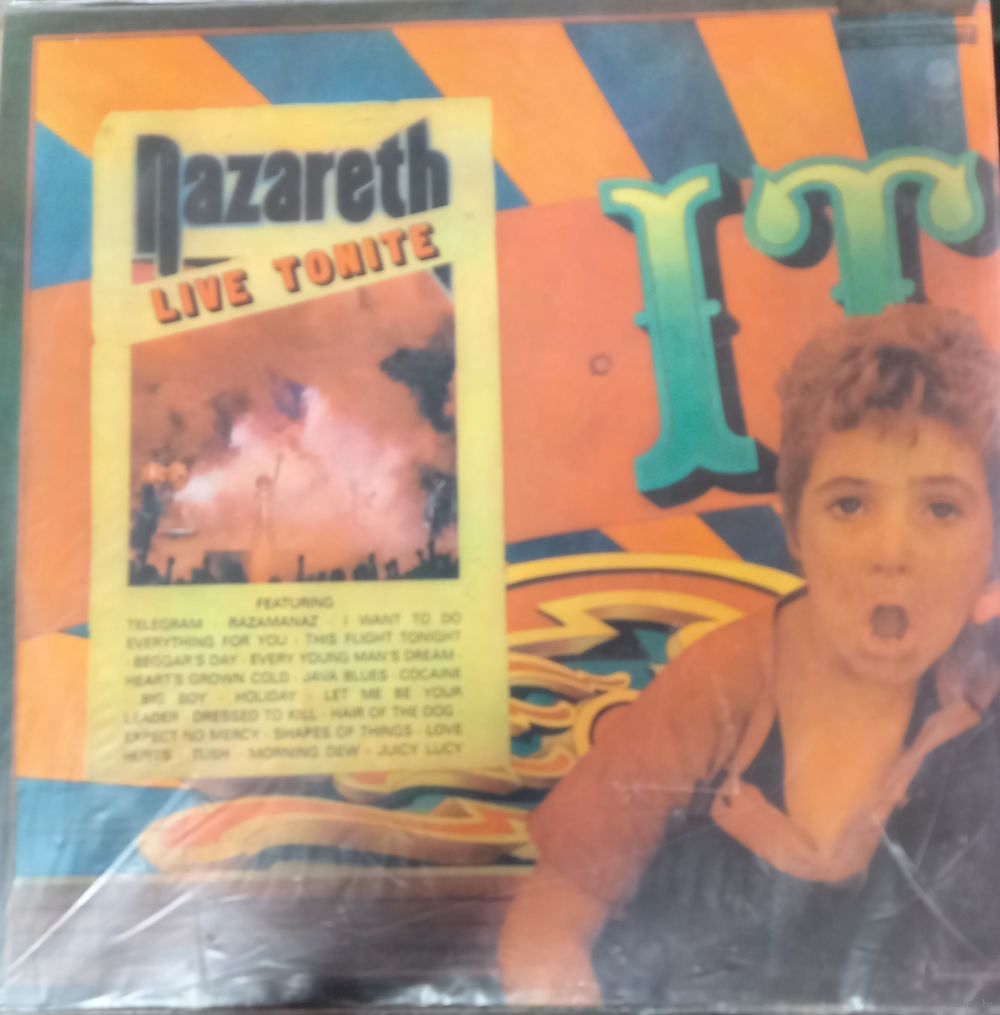 nazareth
LIVE TONITE
IT
FEATURING
TELEGRAM · RAZAMANAZ · I WANT TO DO
EVERYTHING FOR YOU · THIS FLIGHT TONIGHT
· BEGGAR'S DAY · EVERY YOUNG MAN'S DREAM ·
HEART'S GROWN COLD · JAVA BLUES · COCAINE
· BIG BOY · HOLIDAY · LET ME BE YOUR
LEADER · DRESSED TO KILL · HAIR OF THE DOG ·
EXPECT NO MERCY · SHAPES OF THINGS · LOVE
HURTS · TUSH · MORNING DEW · JUICY LUCY